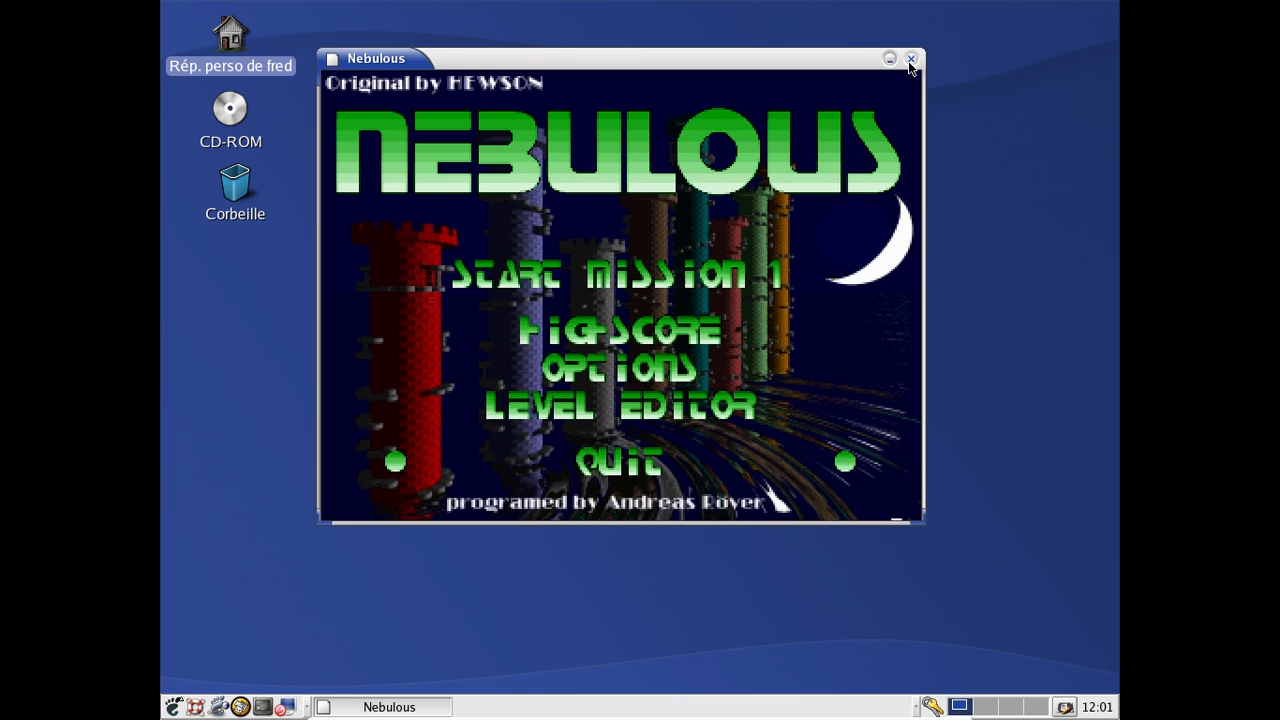 Rép. perso de fred
CD-ROM
Corbeille
Nebulous
Original by HEWSON
NEBULOUS
START MISSION 1
HIGHSCORE
OPTIONS
LEVEL EDITOR
QUIT
programed by Andreas Röver
Nebulous
12:01